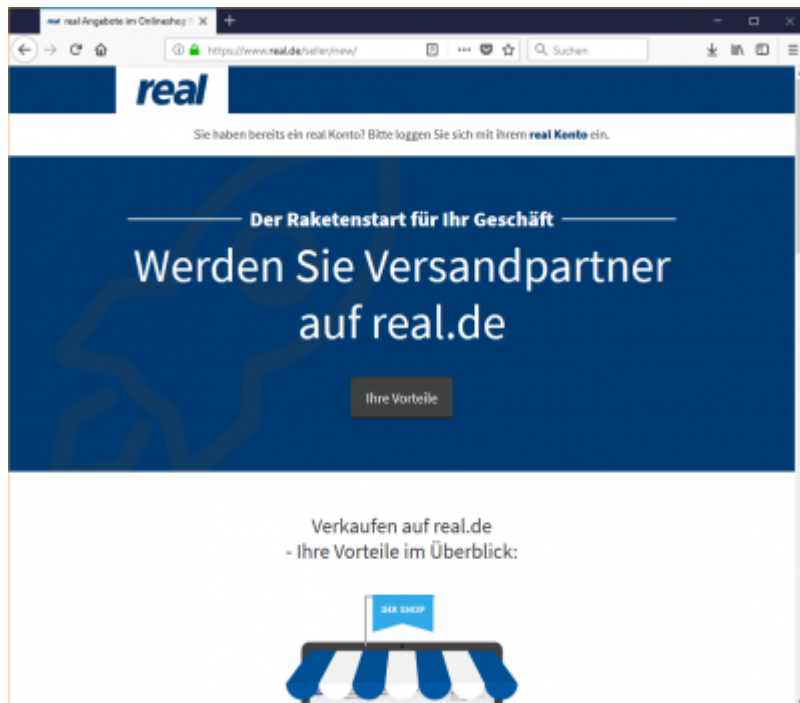 real Angebote im Onlineshop
https://www.real.de/seller/new/
Suchen
real
Sie haben bereits ein real Konto? Bitte loggen Sie sich mit ihrem real Konto ein.
Der Raketenstart für Ihr Geschäft
Werden Sie Versandpartner
auf real.de
Ihre Vorteile
Verkaufen auf real.de
- Ihre Vorteile im Überblick:
DER SHOP